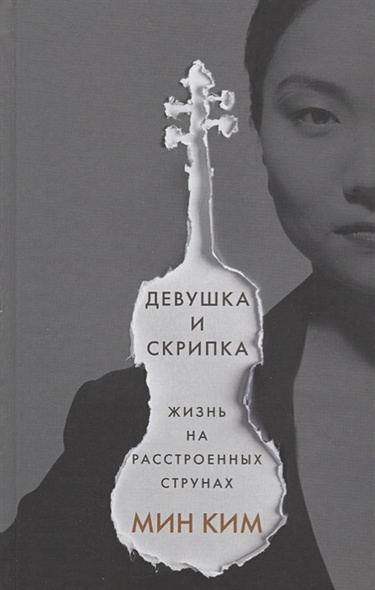 ДЕВУШКА
И
СКРИПКА
ЖИЗНЬ
НА
РАССТРОЕННЫХ
СТРУНАХ
МИН КИМ